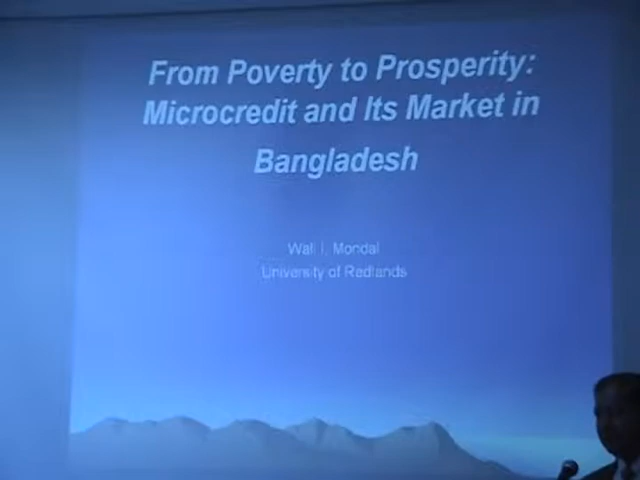 From Poverty to Prosperity:
Microcredit and Its Market in
Bangladesh
Wali I. Mondal
University of Redlands